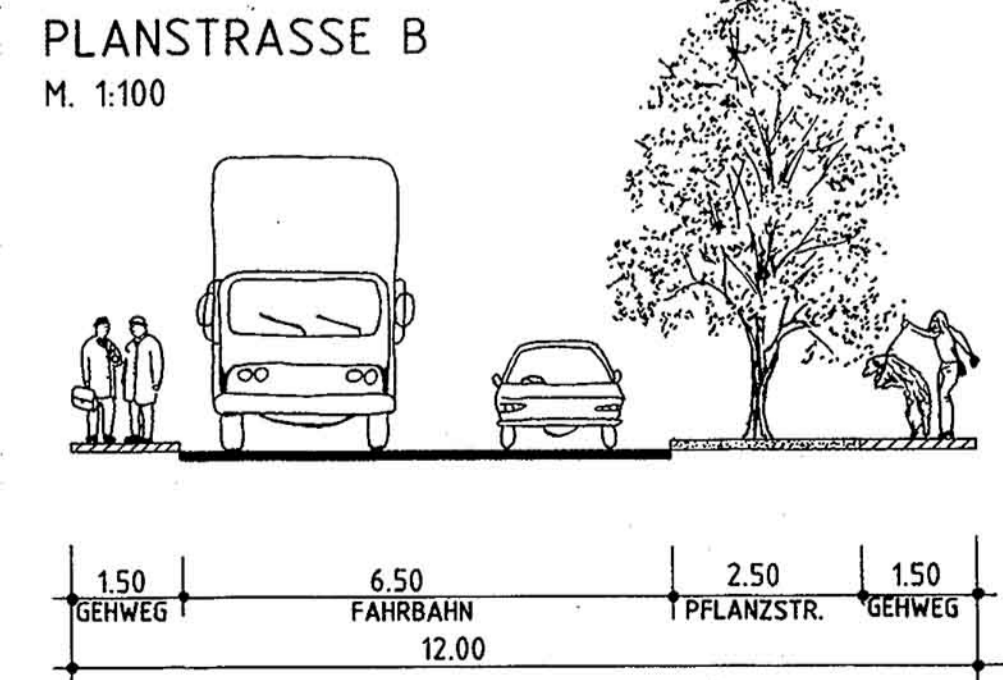 PLANSTRASSE B
M. 1:100
1.50 6.50 2.50 1.50
GEHWEG FAHRBAHN PFLANZSTR. GEHWEG
12.00